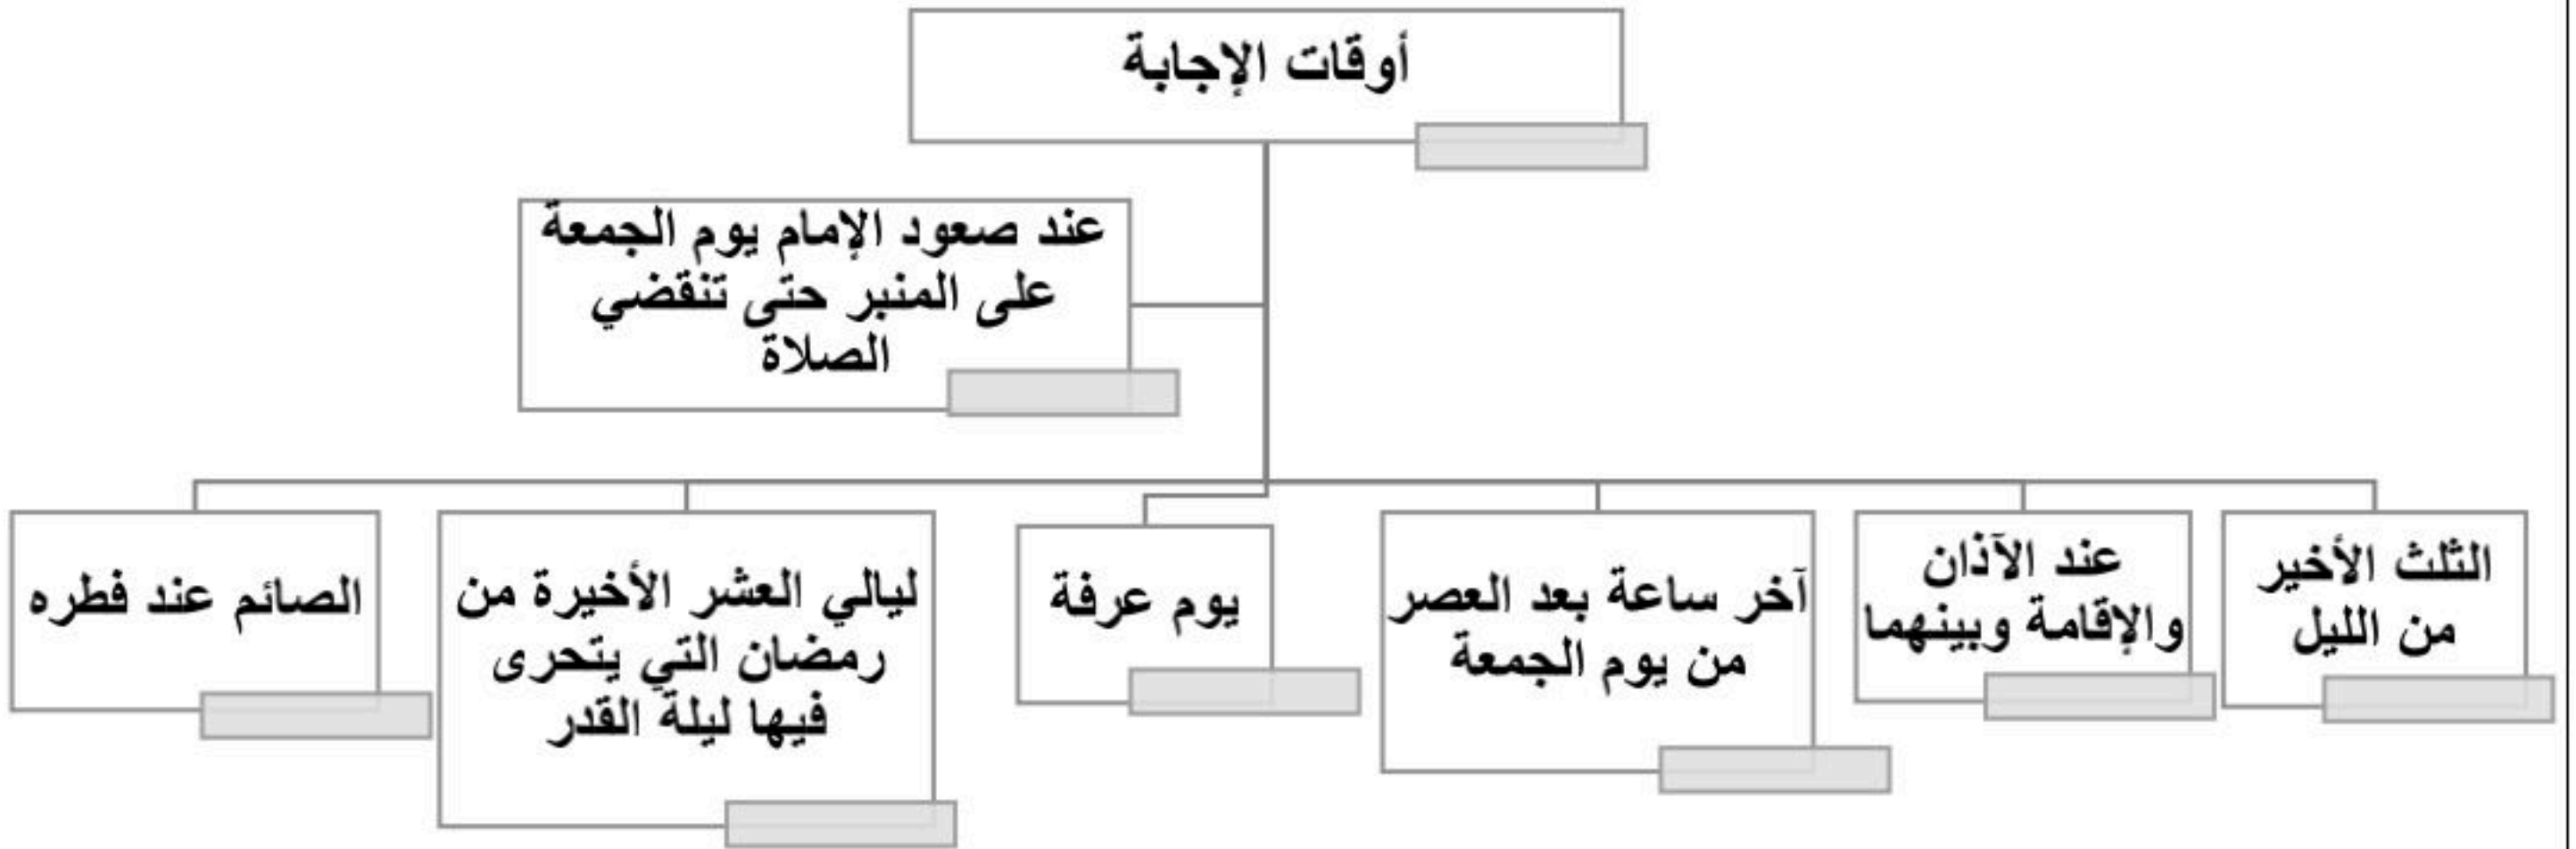 أوقات الإجابة
عند صعود الإمام يوم الجمعة
على المنبر حتى تنقضي
الصلاة
الثلث الأخير
من الليل
عند الآذان
والإقامة وبينهما
آخر ساعة بعد العصر
من يوم الجمعة
يوم عرفة
ليالي العشر الأخيرة من
رمضان التي يتحرى
فيها ليلة القدر
الصائم عند فطره